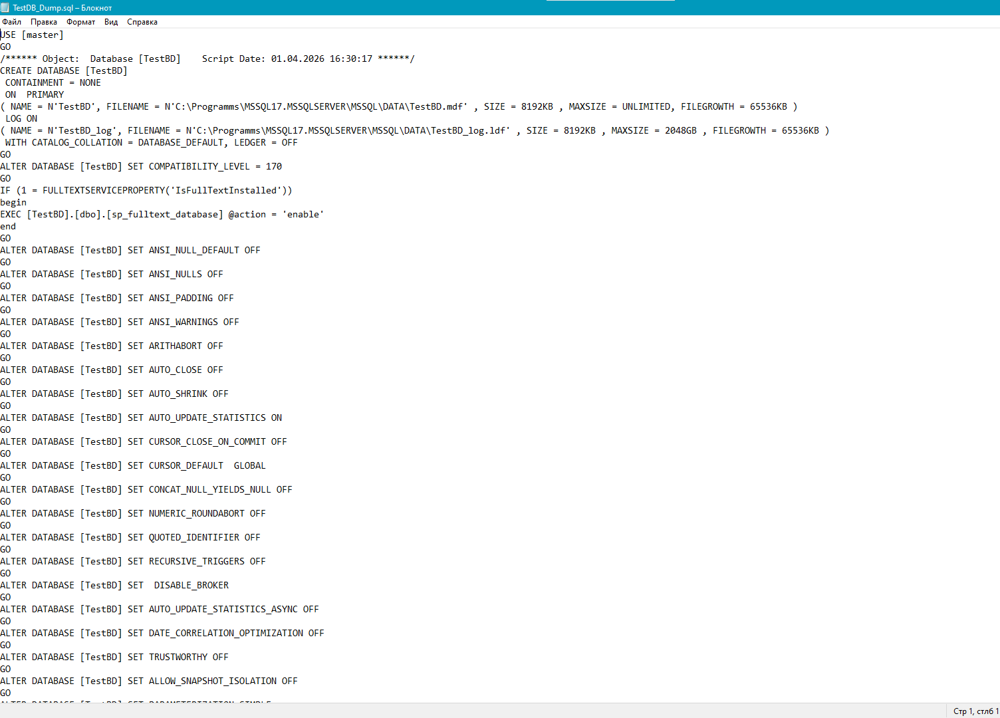 TestDB_Dump.sql – Блокнот
Файл Правка Формат Вид Справка
USE [master]
GO
/****** Object:  Database [TestBD]    Script Date: 01.04.2026 16:30:17 ******/
CREATE DATABASE [TestBD]
 CONTAINMENT = NONE
 ON  PRIMARY
( NAME = N'TestBD', FILENAME = N'C:\Programms\MSSQL17.MSSQLSERVER\MSSQL\DATA\TestBD.mdf' , SIZE = 8192KB , MAXSIZE = UNLIMITED, FILEGROWTH = 65536KB )
 LOG ON
( NAME = N'TestBD_log', FILENAME = N'C:\Programms\MSSQL17.MSSQLSERVER\MSSQL\DATA\TestBD_log.ldf' , SIZE = 8192KB , MAXSIZE = 2048GB , FILEGROWTH = 65536KB )
 WITH CATALOG_COLLATION = DATABASE_DEFAULT, LEDGER = OFF
GO
ALTER DATABASE [TestBD] SET COMPATIBILITY_LEVEL = 170
GO
IF (1 = FULLTEXTSERVICEPROPERTY('IsFullTextInstalled'))
begin
EXEC [TestBD].[dbo].[sp_fulltext_database] @action = 'enable'
end
GO
ALTER DATABASE [TestBD] SET ANSI_NULL_DEFAULT OFF
GO
ALTER DATABASE [TestBD] SET ANSI_NULLS OFF
GO
ALTER DATABASE [TestBD] SET ANSI_PADDING OFF
GO
ALTER DATABASE [TestBD] SET ANSI_WARNINGS OFF
GO
ALTER DATABASE [TestBD] SET ARITHABORT OFF
GO
ALTER DATABASE [TestBD] SET AUTO_CLOSE OFF
GO
ALTER DATABASE [TestBD] SET AUTO_SHRINK OFF
GO
ALTER DATABASE [TestBD] SET AUTO_UPDATE_STATISTICS ON
GO
ALTER DATABASE [TestBD] SET CURSOR_CLOSE_ON_COMMIT OFF
GO
ALTER DATABASE [TestBD] SET CURSOR_DEFAULT  GLOBAL
GO
ALTER DATABASE [TestBD] SET CONCAT_NULL_YIELDS_NULL OFF
GO
ALTER DATABASE [TestBD] SET NUMERIC_ROUNDABORT OFF
GO
ALTER DATABASE [TestBD] SET QUOTED_IDENTIFIER OFF
GO
ALTER DATABASE [TestBD] SET RECURSIVE_TRIGGERS OFF
GO
ALTER DATABASE [TestBD] SET  DISABLE_BROKER
GO
ALTER DATABASE [TestBD] SET AUTO_UPDATE_STATISTICS_ASYNC OFF
GO
ALTER DATABASE [TestBD] SET DATE_CORRELATION_OPTIMIZATION OFF
GO
ALTER DATABASE [TestBD] SET TRUSTWORTHY OFF
GO
ALTER DATABASE [TestBD] SET ALLOW_SNAPSHOT_ISOLATION OFF
GO
ALTER DATABASE [TestBD] SET PARAMETERIZATION SIMPLE
Стр 1, стлб 1